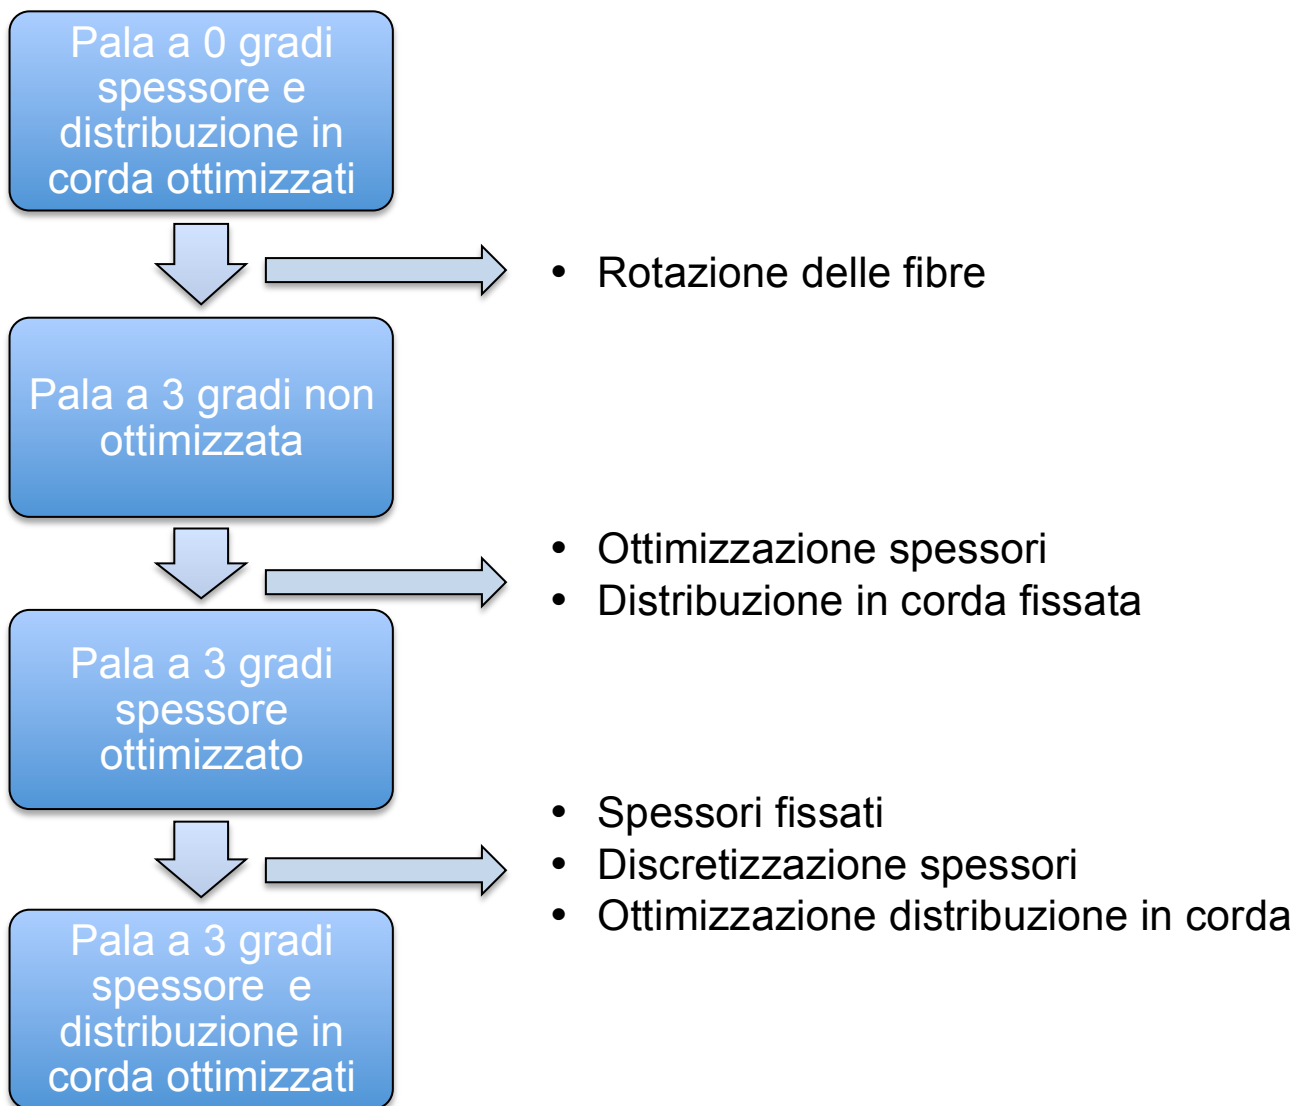 Pala a 0 gradi
spessore e
distribuzione in
corda ottimizzati
• Rotazione delle fibre
Pala a 3 gradi non
ottimizzata
• Ottimizzazione spessori
• Distribuzione in corda fissata
Pala a 3 gradi
spessore
ottimizzato
• Spessori fissati
• Discretizzazione spessori
• Ottimizzazione distribuzione in corda
Pala a 3 gradi
spessore e
distribuzione in
corda ottimizzati